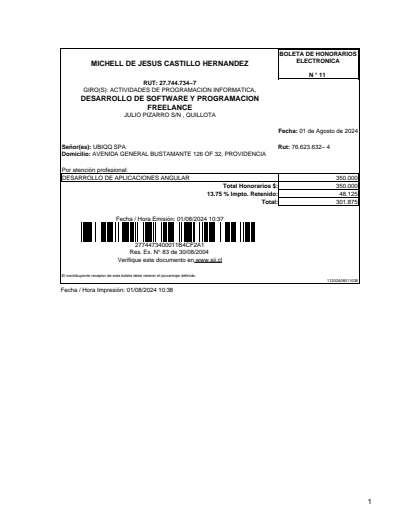 BOLETA DE HONORARIOS
ELECTRONICA
N ° 11
MICHELL DE JESUS CASTILLO HERNANDEZ
RUT: 27.744.734–7
GIRO(S): ACTIVIDADES DE PROGRAMACION INFORMATICA,
DESARROLLO DE SOFTWARE Y PROGRAMACION
FREELANCE
JULIO PIZARRO S/N , QUILLOTA
Fecha: 01 de Agosto de 2024
Señor(es): UBIQQ SPA Rut: 76.623.632– 4
Domicilio: AVENIDA GENERAL BUSTAMANTE 126 OF 32, PROVIDENCIA
Por atención profesional:
DESARROLLO DE APLICACIONES ANGULAR 350.000
Total Honorarios $: 350.000
13.75 % Impto. Retenido: 48.125
Total: 301.875
Fecha / Hora Emisión: 01/08/2024 10:37
2774473400011B4CF2A1
Res. Ex. N° 83 de 30/08/2004
Verifique este documento en www.sii.cl
El contribuyente receptor de esta boleta debe retener el porcentaje definido.
Fecha / Hora Impresión: 01/08/2024 10:38
1